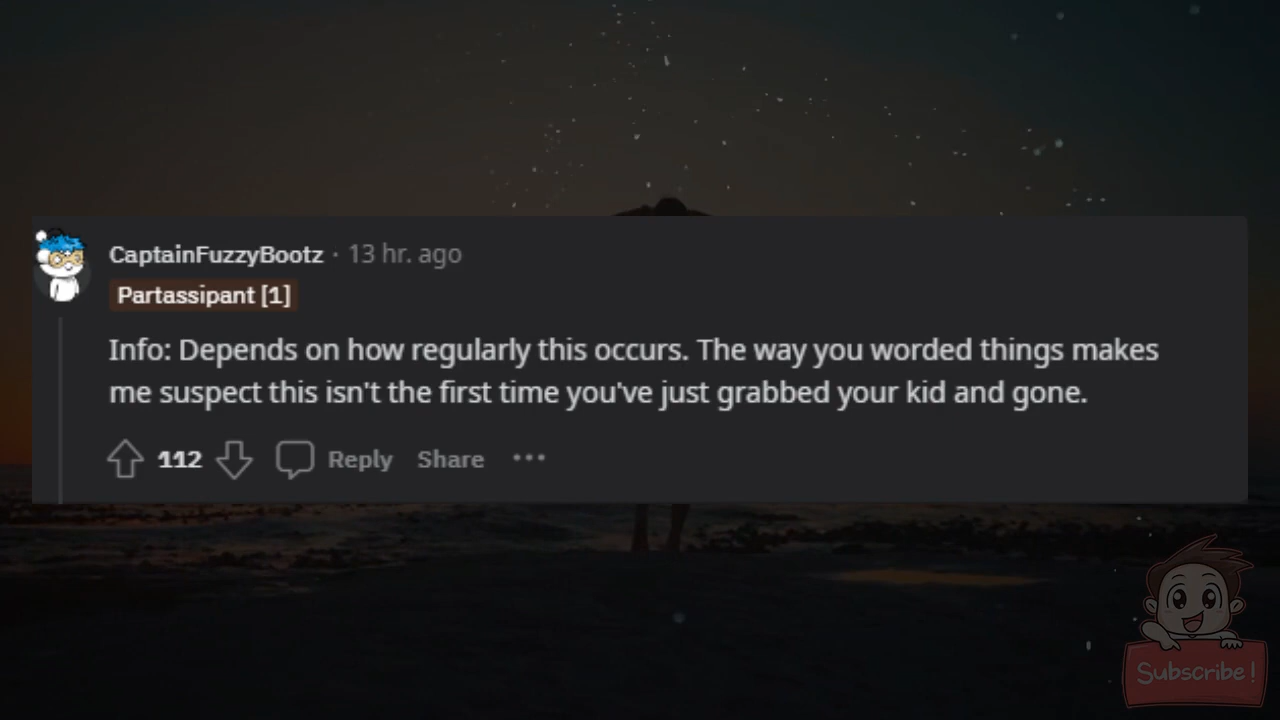 CaptainFuzzyBootz · 13 hr. ago
Partassipant [1]
Info: Depends on how regularly this occurs. The way you worded things makes
me suspect this isn't the first time you've just grabbed your kid and gone.
112 Reply Share ···
Subscribe!